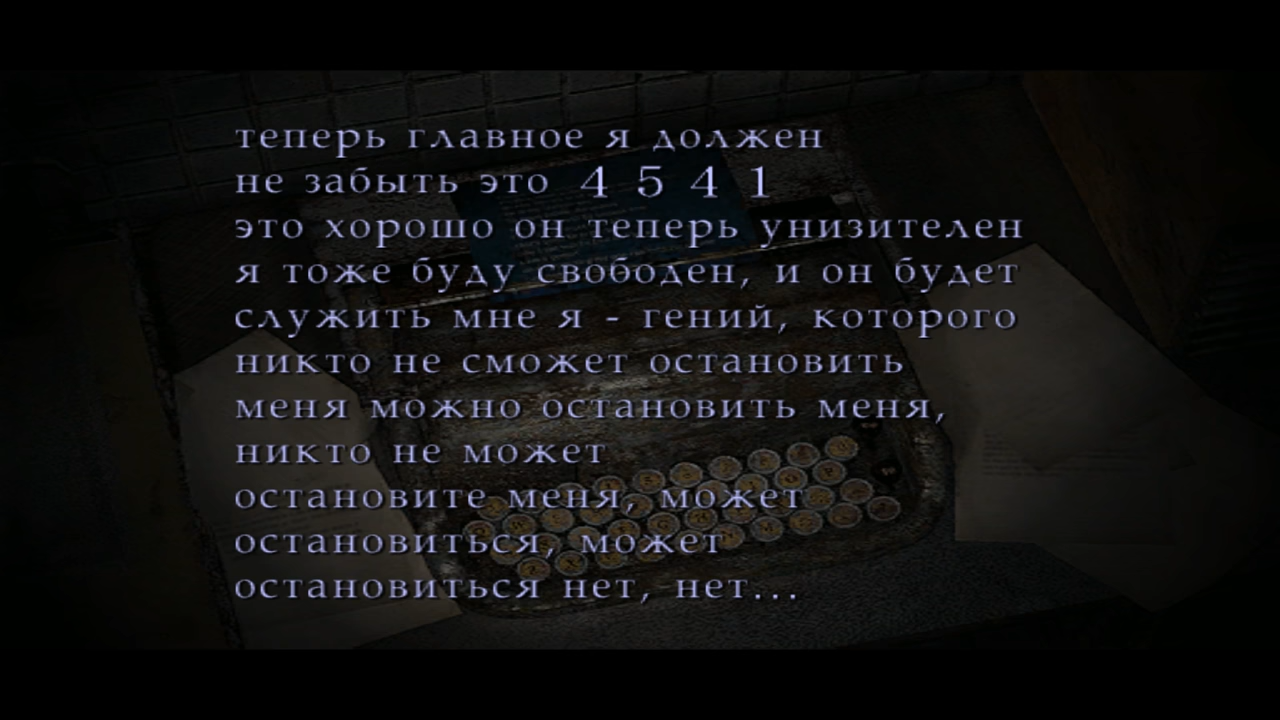 теперь главное я должен
не забыть это 4 5 4 1
это хорошо он теперь унизителен
я тоже буду свободен, и он будет
служить мне я - гений, которого
никто не сможет остановить
меня можно остановить меня,
никто не может
остановите меня, может
остановиться, может
остановиться нет, нет...